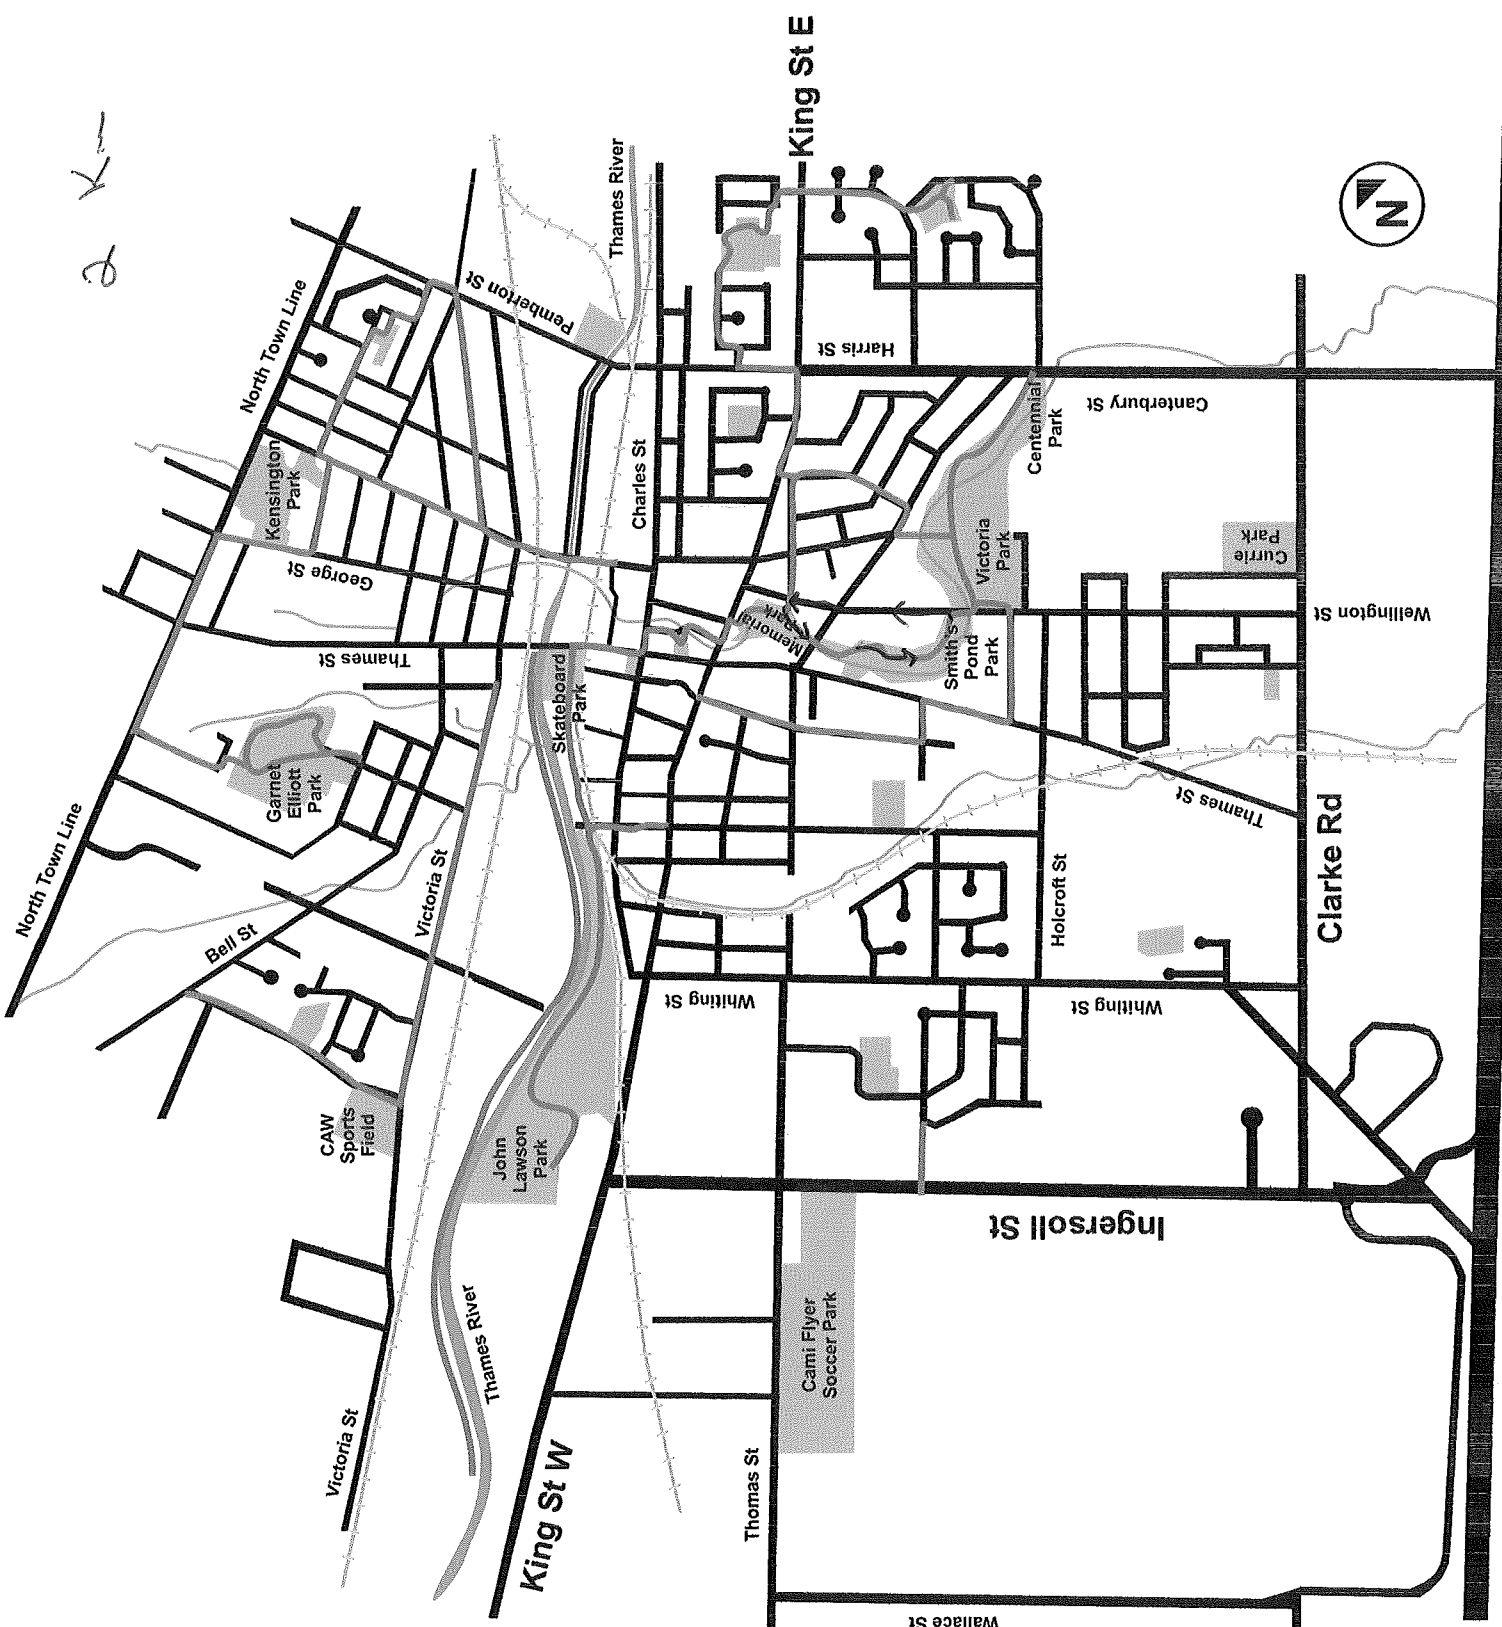 2 K
North Town Line
Pemberton St
Thames River
King St E
Kensington
Park
George St
Charles St
Harris St
Centennial
Park
Canterbury St
N
Thames St
Skateboard
Park
Memorial
Park
Victoria
Park
Smith's
Pond
Park
Currie
Park
Wellington St
Garnet
Elliott
Park
North Town Line
Victoria St
Bell St
Whiting St
Holcroft St
Whiting St
Thames St
Clarke Rd
CAW
Sports
Field
John
Lawson
Park
Ingersoll St
Thames River
Victoria St
King St W
Thomas St
Cami Flyer
Soccer Park
Wallace St